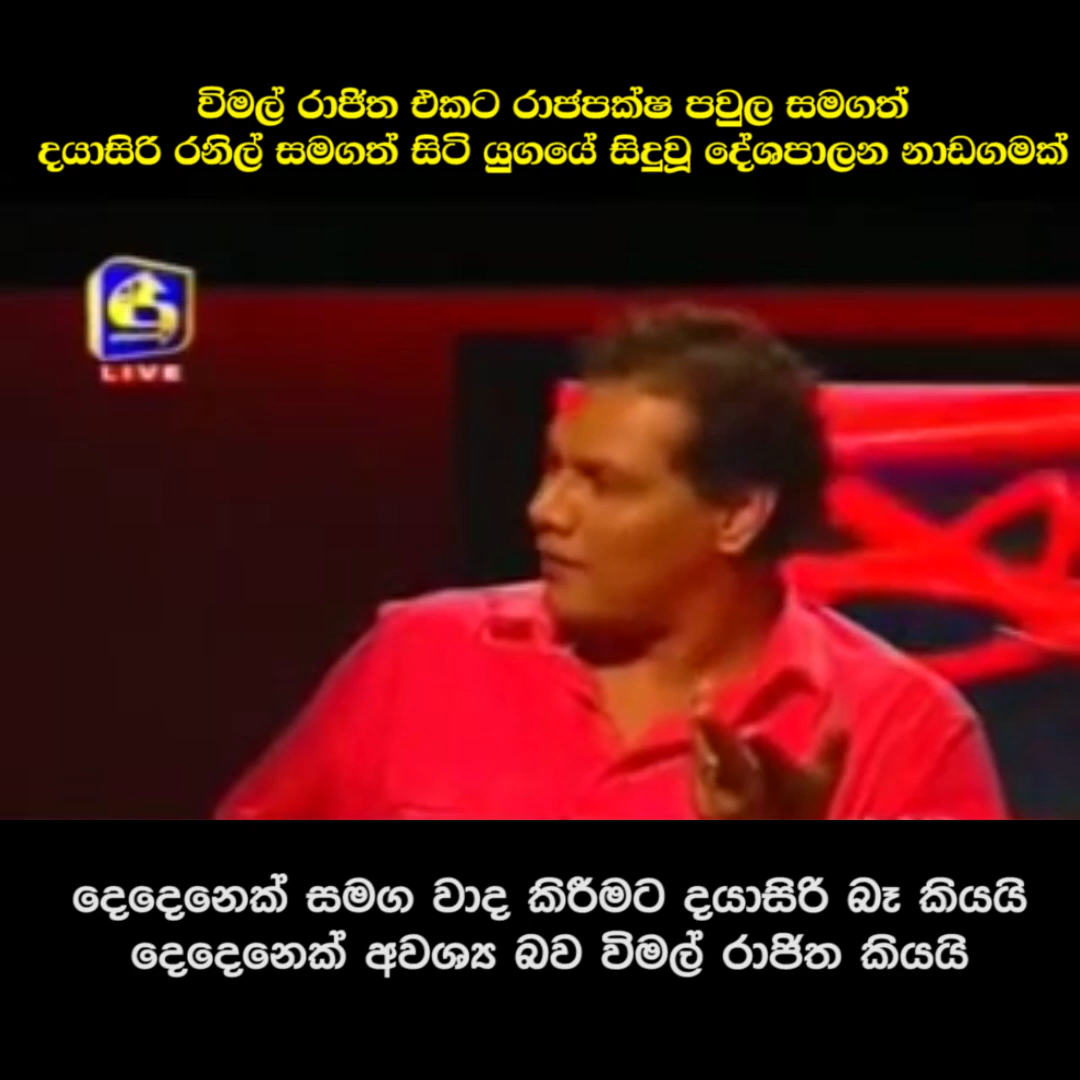 විමල් රාජිත එකට රාජපක්ෂ පවුල සමගත්
දයාසිරි රනිල් සමගත් සිටි යුගයේ සිදුවූ දේශපාලන නාඩගමක්
LIVE
දෙදෙනෙක් සමග වාද කිරීමට දයාසිරි බෑ කියයි
දෙදෙනෙක් අවශ්‍ය බව විමල් රාජිත කියයි